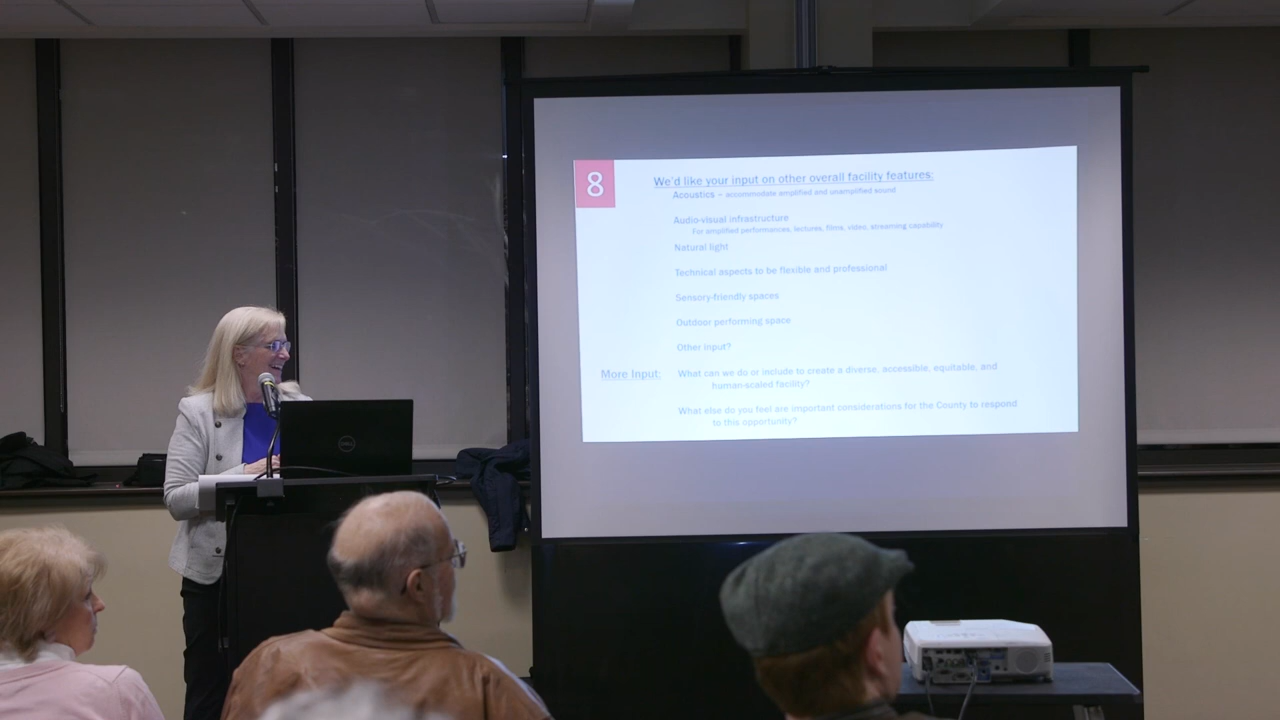 8
We'd like your input on other overall facility features:
Acoustics – accommodate amplified and unamplified sound
Audio-visual infrastructure
For amplified performances, lectures, films, video, streaming capability
Natural light
Technical aspects to be flexible and professional
Sensory-friendly spaces
Outdoor performing space
Other input?
More Input: What can we do or include to create a diverse, accessible, equitable, and
human-scaled facility?
What else do you feel are important considerations for the County to respond
to this opportunity?
DELL